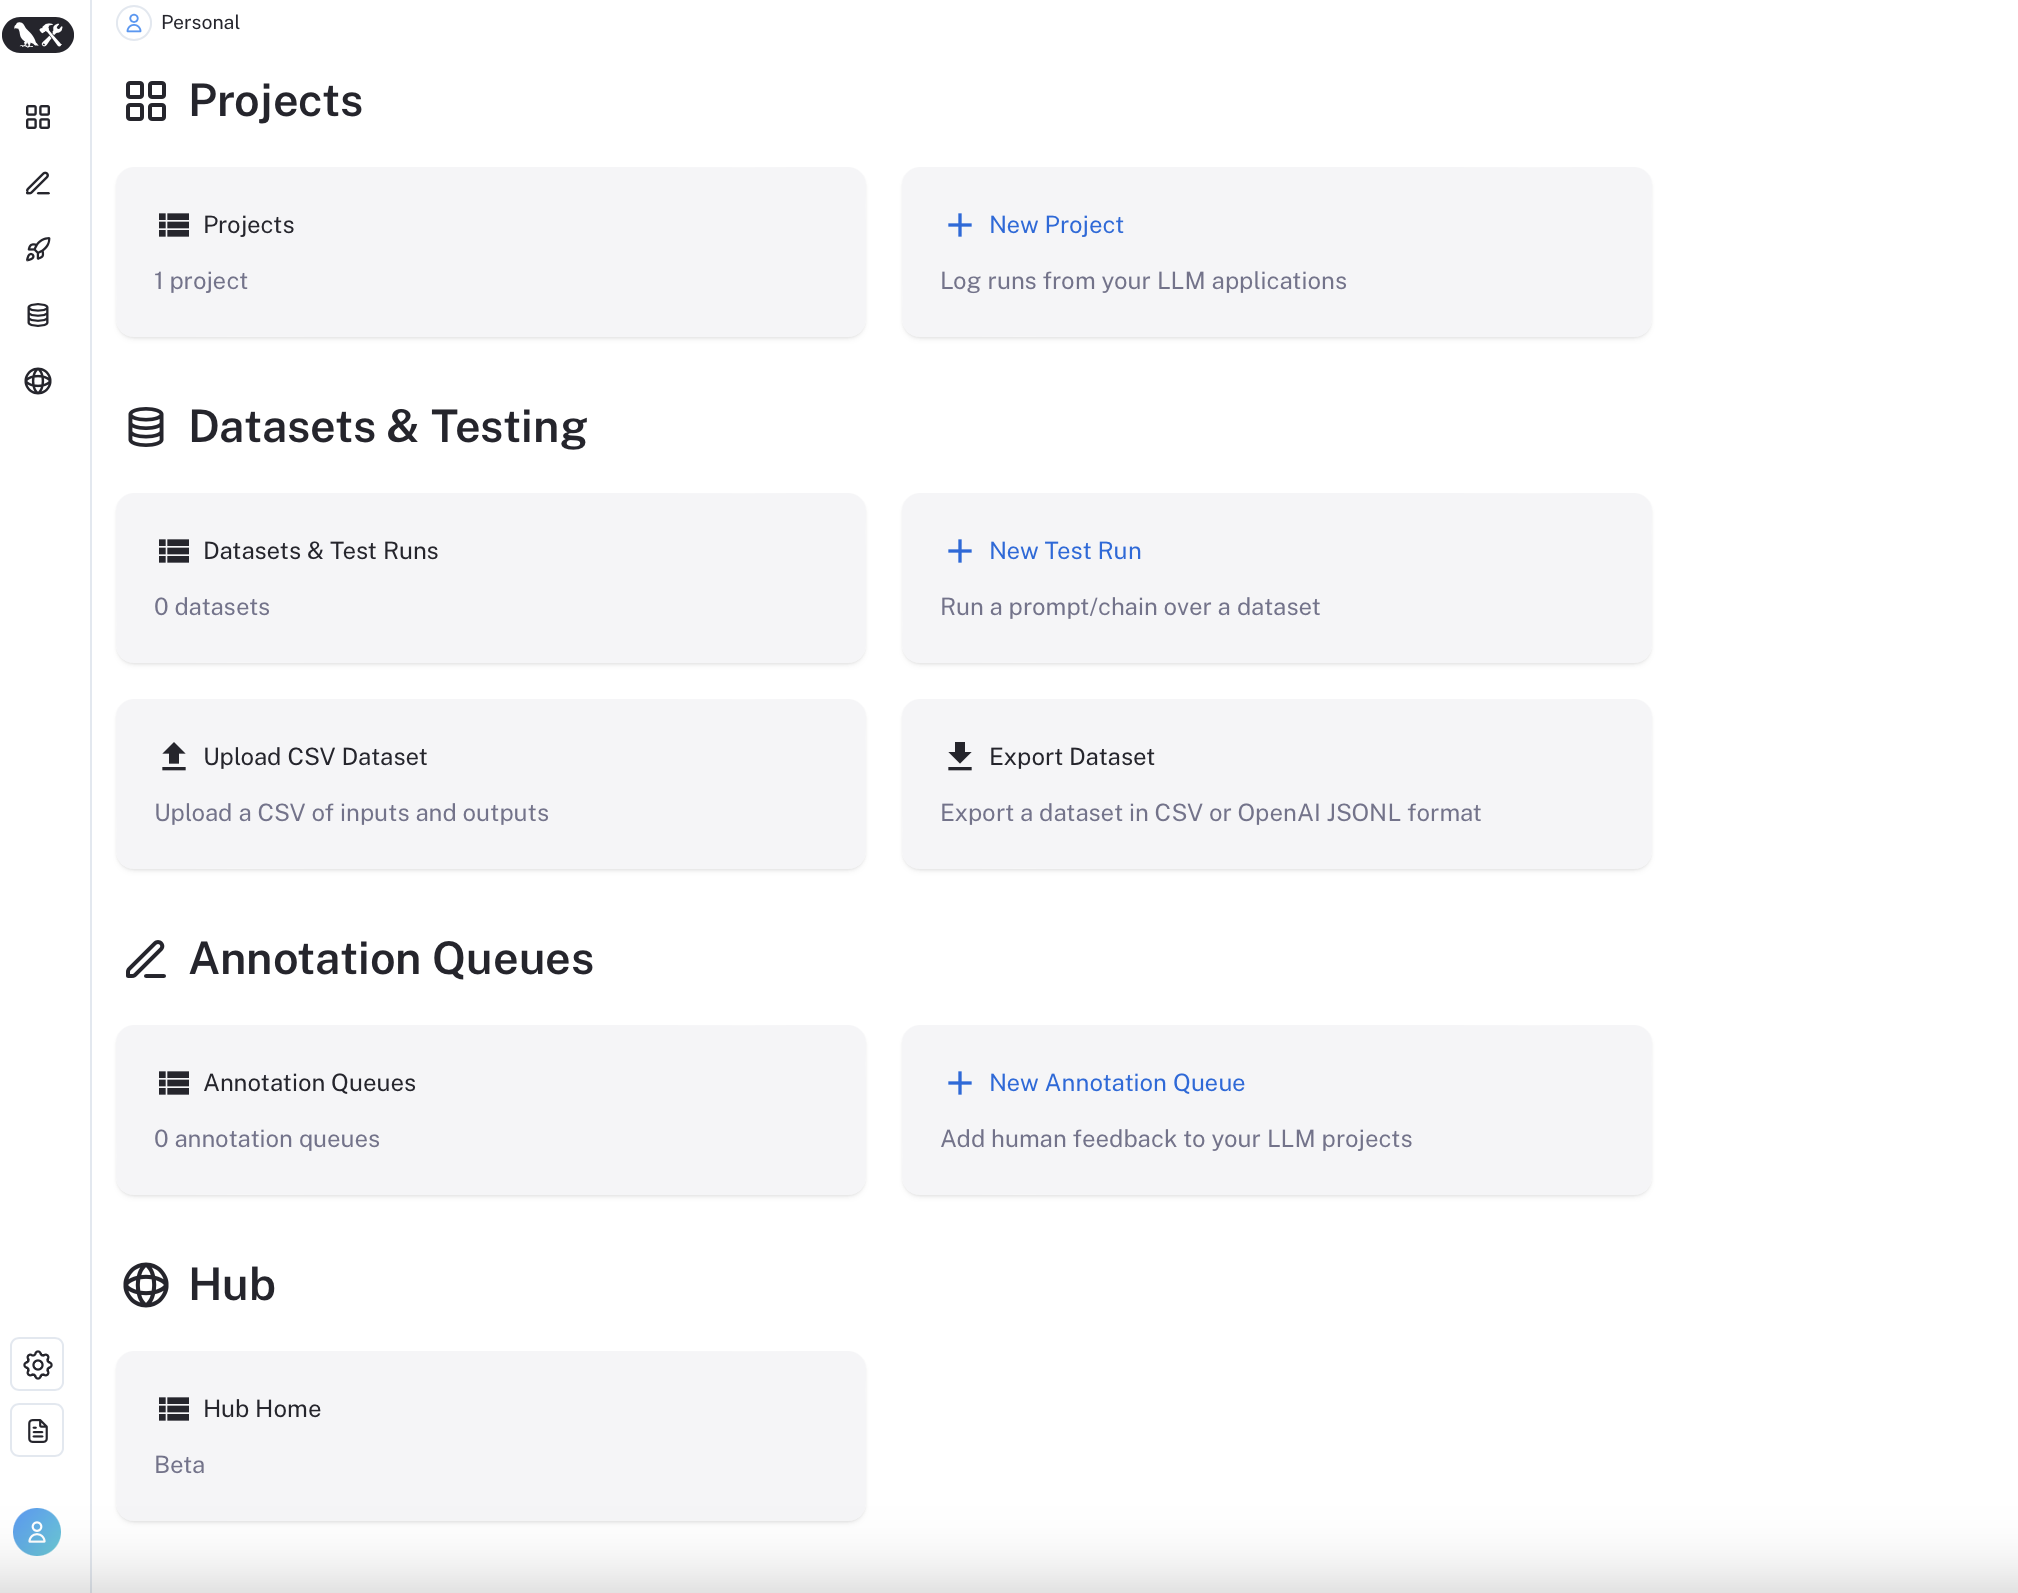 Personal
Projects
Projects
1 project
New Project
Log runs from your LLM applications
Datasets & Testing
Datasets & Test Runs
0 datasets
New Test Run
Run a prompt/chain over a dataset
Upload CSV Dataset
Upload a CSV of inputs and outputs
Export Dataset
Export a dataset in CSV or OpenAI JSONL format
Annotation Queues
Annotation Queues
0 annotation queues
New Annotation Queue
Add human feedback to your LLM projects
Hub
Hub Home
Beta